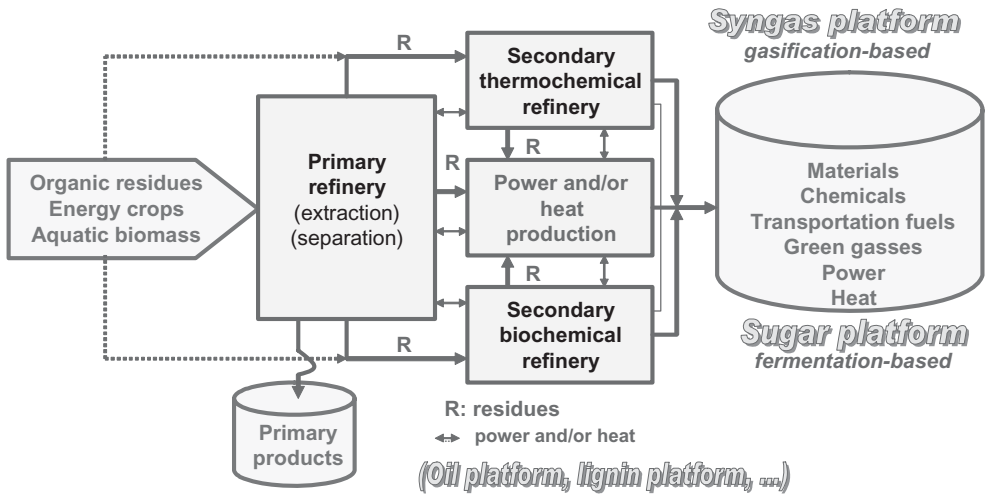 Syngas platform
gasification-based
R
Secondary
thermochemical
refinery
Organic residues
Energy crops
Aquatic biomass
Primary
refinery
(extraction)
(separation)
R
R
Power and/or
heat
production
Materials
Chemicals
Transportation fuels
Green gasses
Power
Heat
R
Secondary
biochemical
refinery
R
Sugar platform
fermentation-based
Primary
products
R: residues
power and/or heat
(Oil platform, lignin platform, ...)